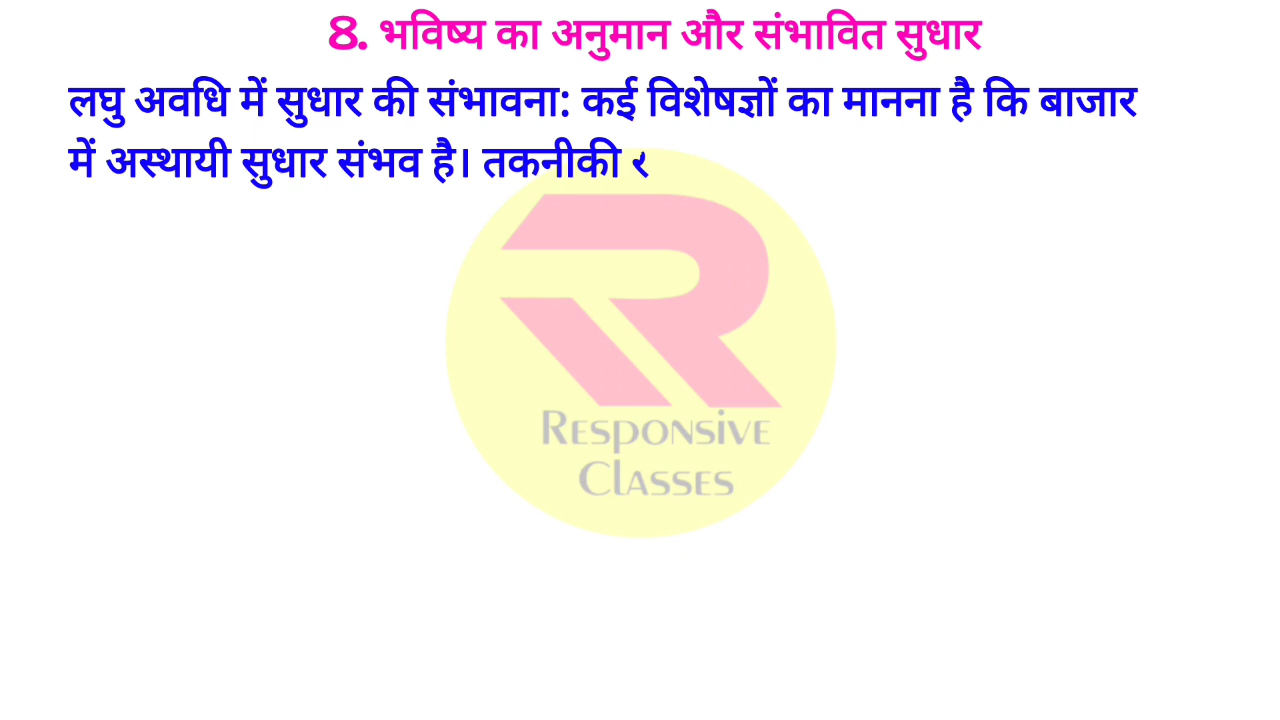 8. भविष्य का अनुमान और संभावित सुधार
लघु अवधि में सुधार की संभावना: कई विशेषज्ञों का मानना है कि बाजार
में अस्थायी सुधार संभव है। तकनीकी
RESPONSIVE
CLASSES